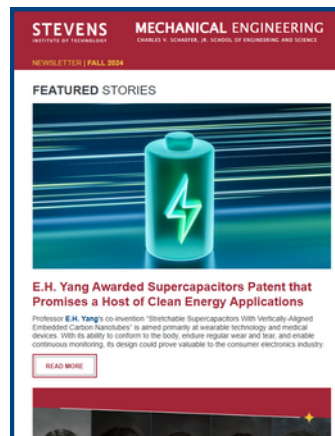 STEVENS
INSTITUTE OF TECHNOLOGY
MECHANICAL ENGINEERING
CHARLES V. SCHAEFER, JR. SCHOOL OF ENGINEERING AND SCIENCE
NEWSLETTER | FALL 2024
FEATURED STORIES
E.H. Yang Awarded Supercapacitors Patent that
Promises a Host of Clean Energy Applications
Professor E.H. Yang's co-invention "Stretchable Supercapacitors With Vertically-Aligned
Embedded Carbon Nanotubes" is aimed primarily at wearable technology and medical
devices. With its ability to conform to the body, endure regular wear and tear, and enable
continuous monitoring, its design could prove valuable to the consumer electronics industry.
READ MORE